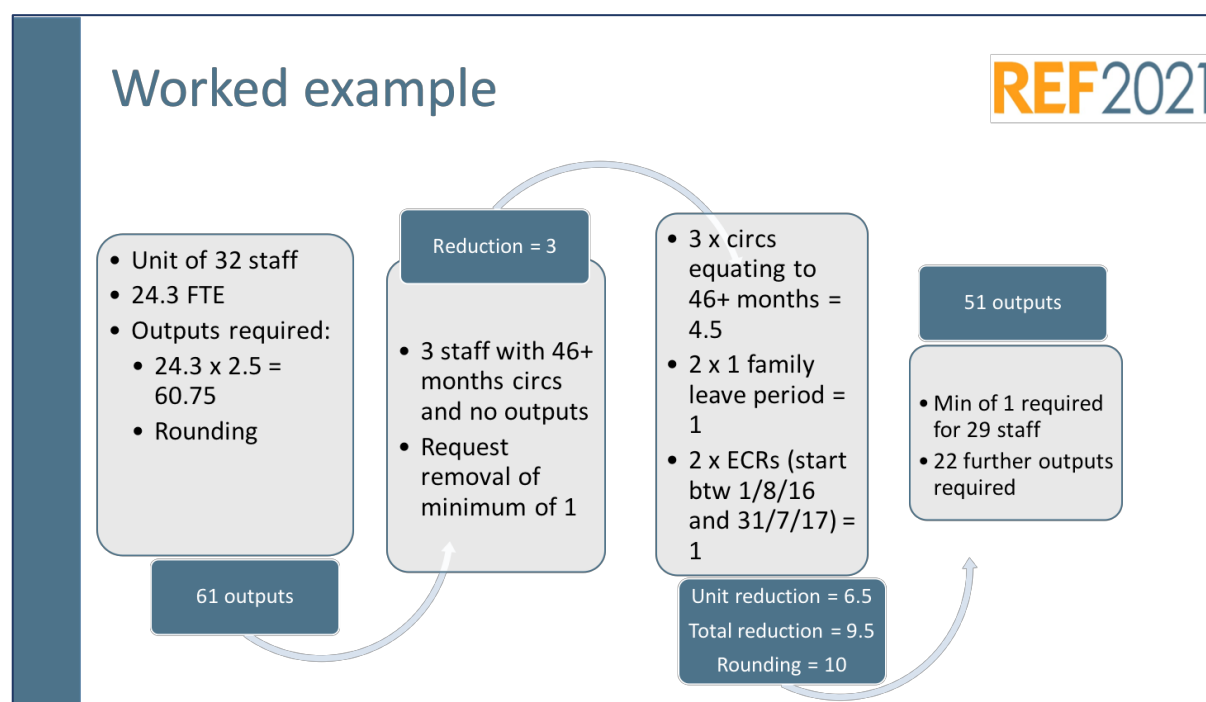 Worked example
REF2021
• Unit of 32 staff
• 24.3 FTE
• Outputs required:
• 24.3 x 2.5 =
60.75
• Rounding
61 outputs
Reduction = 3
• 3 staff with 46+
months circs
and no outputs
• Request
removal of
minimum of 1
• 3 x circs
equating to
46+ months =
4.5
• 2 x 1 family
leave period =
1
• 2 x ECRs (start
btw 1/8/16
and 31/7/17) =
1
Unit reduction = 6.5
Total reduction = 9.5
Rounding = 10
51 outputs
• Min of 1 required
for 29 staff
• 22 further outputs
required